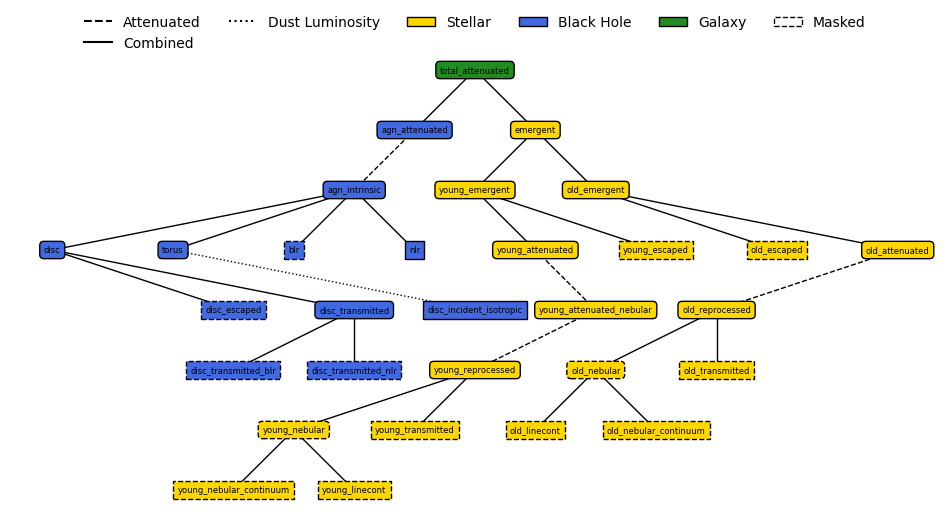 Attenuated Dust Luminosity Stellar Black Hole Galaxy Masked
Combined
total_attenuated
agn_attenuated emergent
agn_intrinsic young_emergent old_emergent
disc torus blr nlr young_attenuated young_escaped old_escaped old_attenuated
disc_escaped disc_transmitted disc_incident_isotropic young_attenuated_nebular old_reprocessed
disc_transmitted_blr disc_transmitted_nlr young_reprocessed old_nebular old_transmitted
young_nebular young_transmitted old_linecont old_nebular_continuum
young_nebular_continuum young_linecont